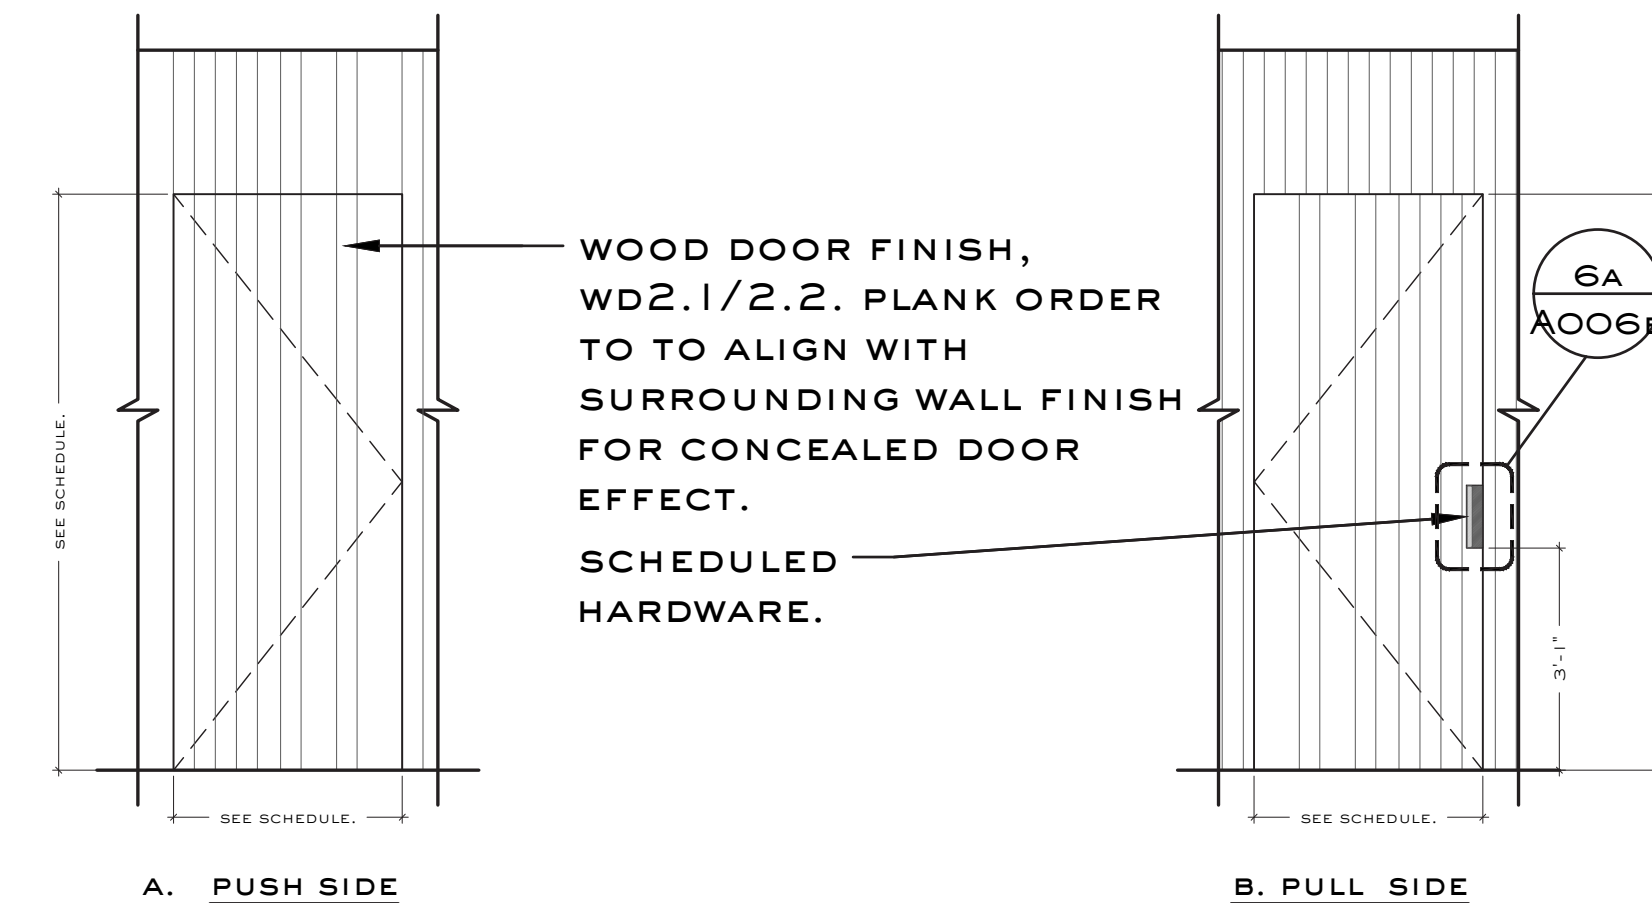 WOOD DOOR FINISH,
WD2.1/2.2. PLANK ORDER
TO TO ALIGN WITH
SURROUNDING WALL FINISH
FOR CONCEALED DOOR
EFFECT.
SCHEDULED
HARDWARE.
SEE SCHEDULE.
SEE SCHEDULE.
A. PUSH SIDE
6A
3'-1"
SEE SCHEDULE.
B. PULL SIDE